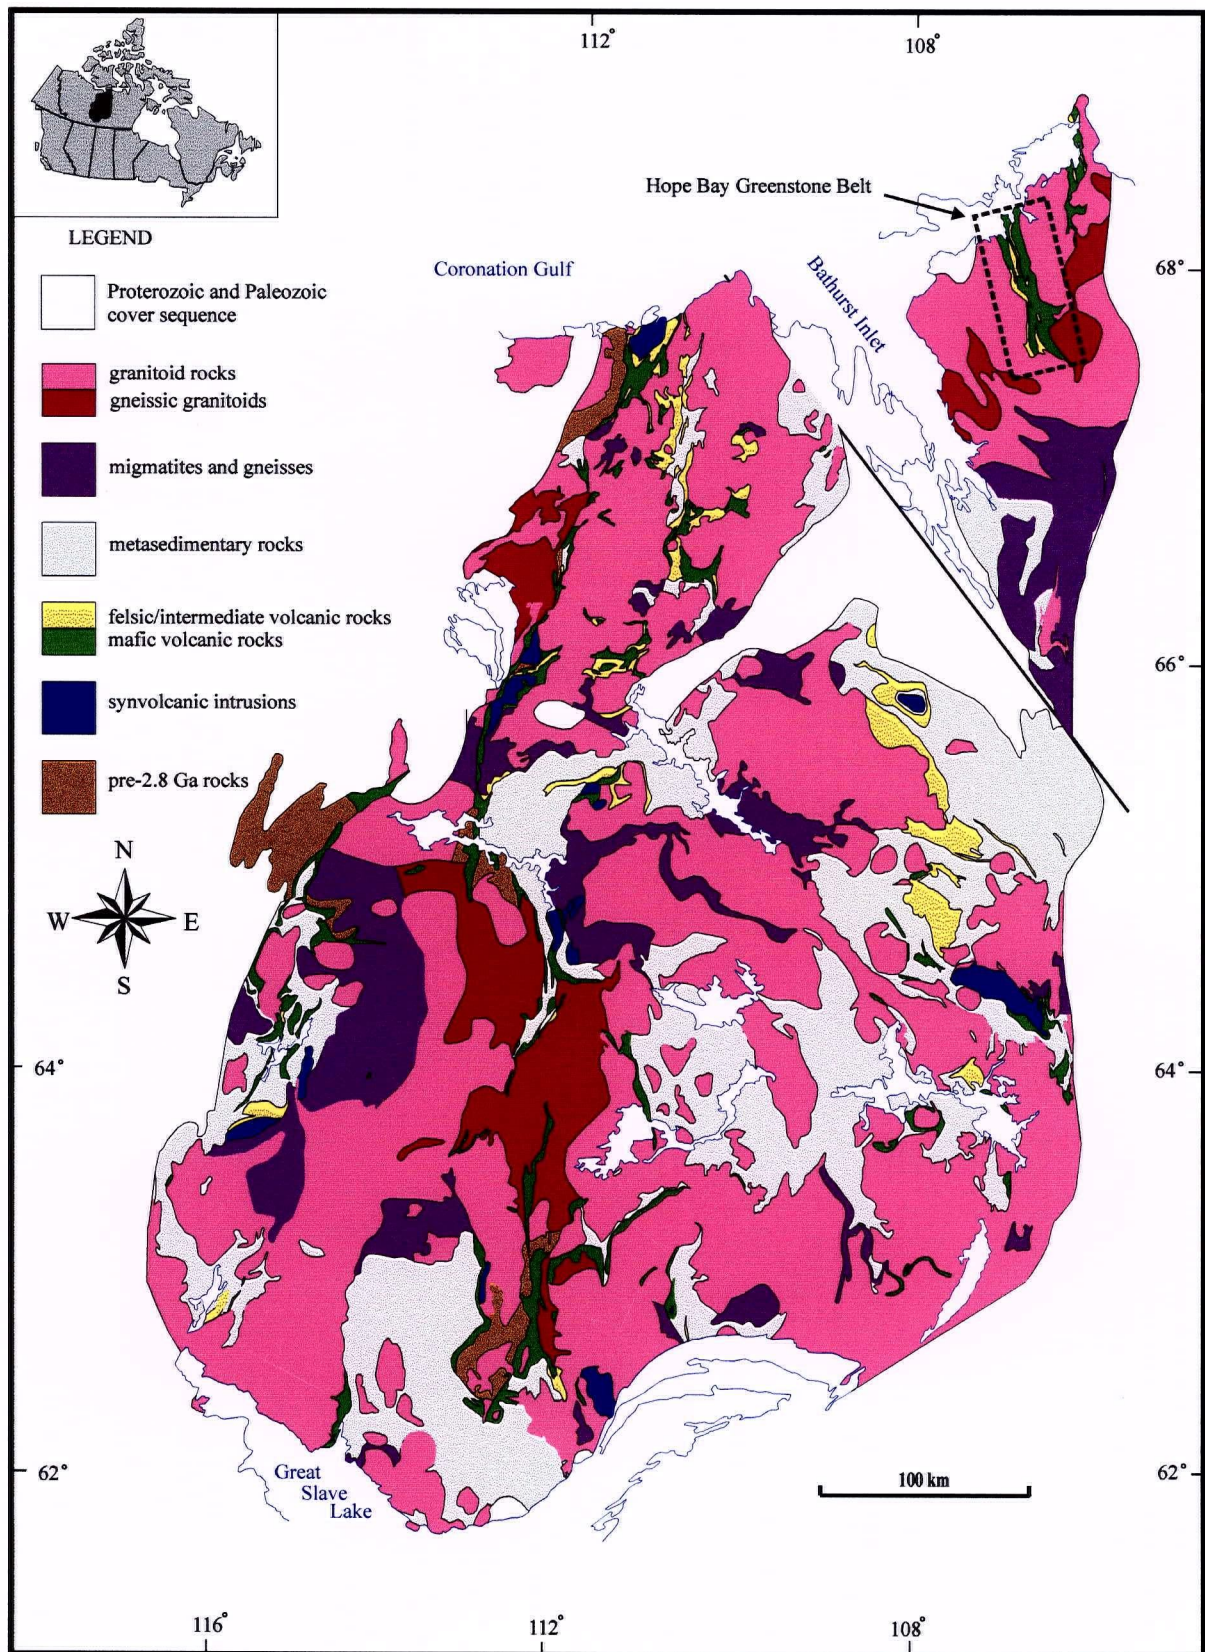 112°
108°
Hope Bay Greenstone Belt
LEGEND
Coronation Gulf
Bathurst Inlet
68°
Proterozoic and Paleozoic
cover sequence
granitoid rocks
gneissic granitoids
migmatites and gneisses
metasedimentary rocks
felsic/intermediate volcanic rocks
mafic volcanic rocks
66°
synvolcanic intrusions
pre-2.8 Ga rocks
N
W
E
S
64°
64°
62°
62°
Great
Slave
Lake
100 km
116°
112°
108°